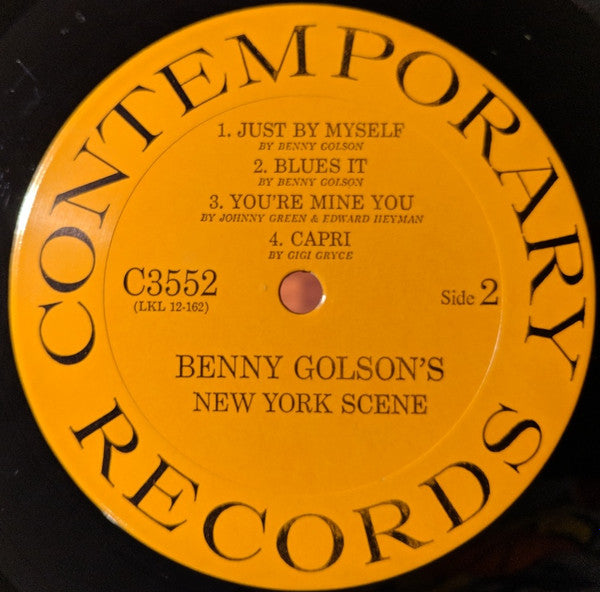 CONTEMPORARY
1. JUST BY MYSELF
BY BENNY GOLSON
2. BLUES IT
BY BENNY GOLSON
3. YOU'RE MINE YOU
BY JOHNNY GREEN & EDWARD HEYMAN
4. CAPRI
BY GIGI GRYCE
C3552
(LKL 12-162)
Side 2
BENNY GOLSON'S
NEW YORK SCENE
RECORDS